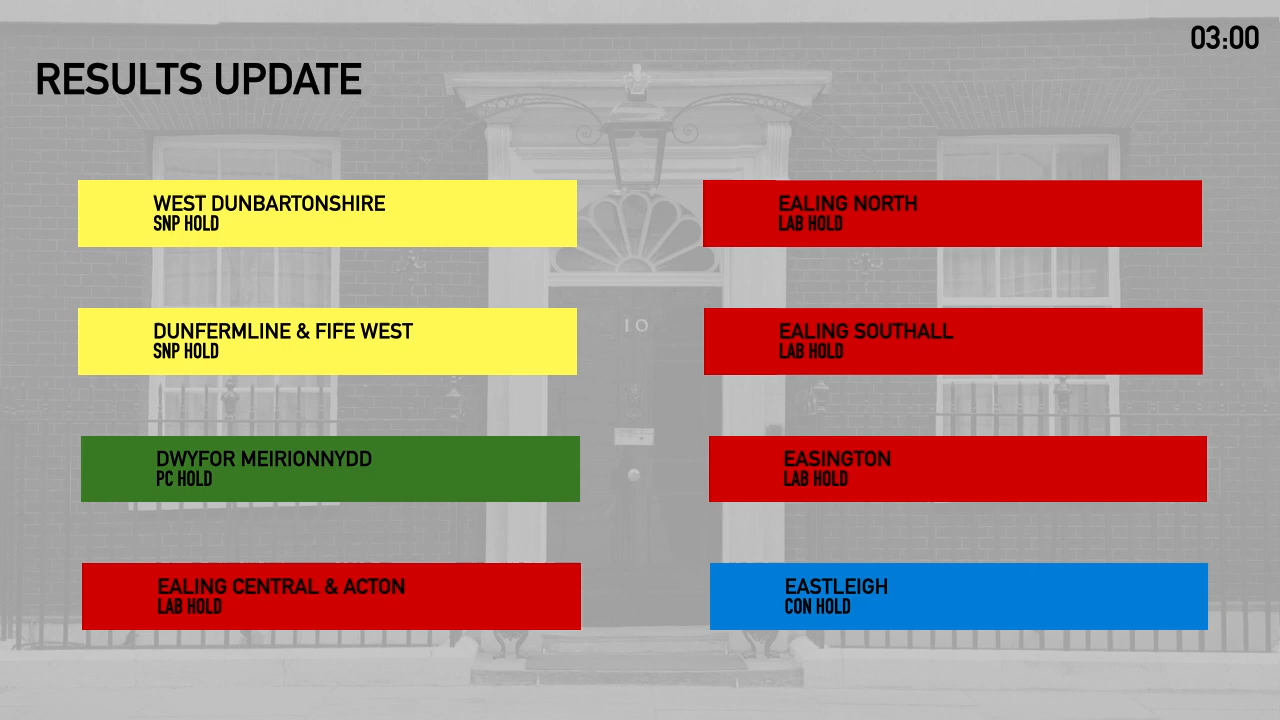 03:00
RESULTS UPDATE
WEST DUNBARTONSHIRE
SNP HOLD
DUNFERMLINE & FIFE WEST
SNP HOLD
DWYFOR MEIRIONNYDD
PC HOLD
EALING CENTRAL & ACTON
LAB HOLD
EALING NORTH
LAB HOLD
EALING SOUTHALL
LAB HOLD
EASINGTON
LAB HOLD
EASTLEIGH
CON HOLD
10